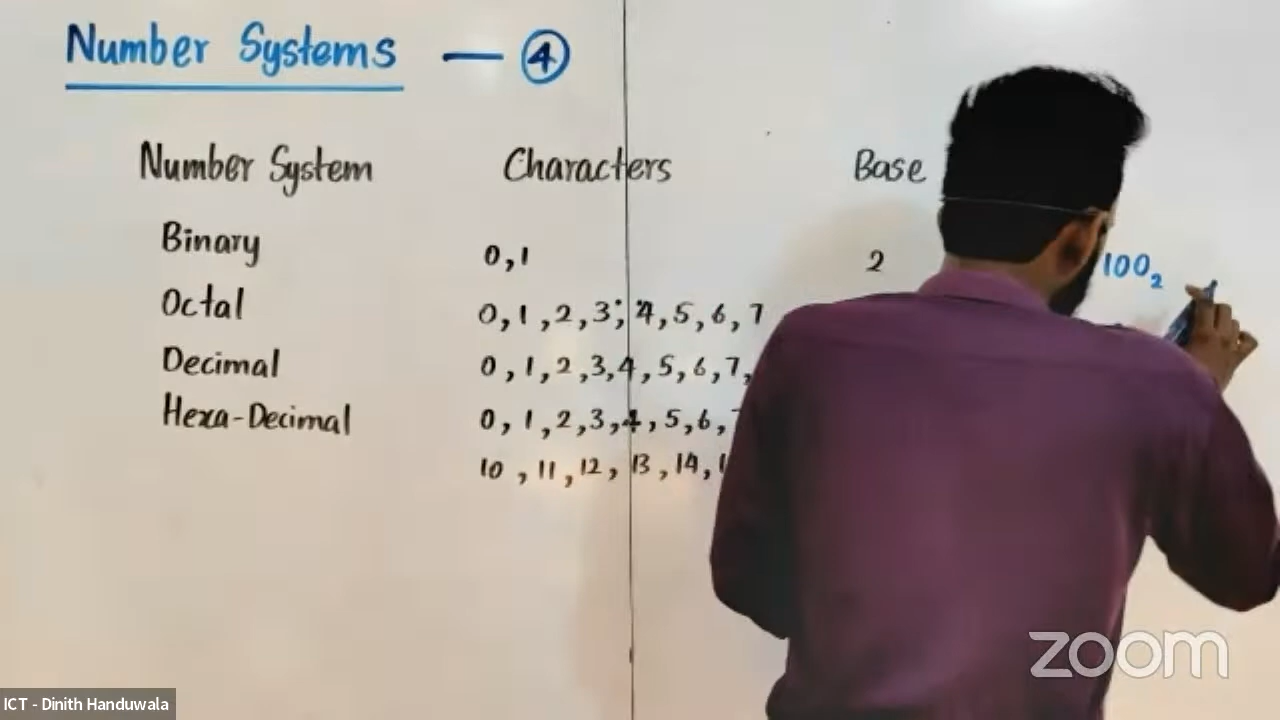 Number Systems — ④
Number System Characters Base
Binary 0,1 2 100₂
Octal 0,1,2,3,4,5,6,7
Decimal 0,1,2,3,4,5,6,7,
Hexa-Decimal 0,1,2,3,4,5,6,
10,11,12,13,14,
zoom
ICT - Dinith Handuwala